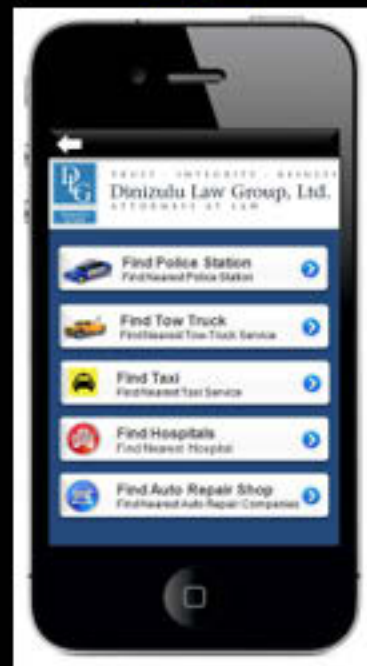 DLG
TRUST · INTEGRITY · RESULTS
Dinizulu Law Group, Ltd.
ATTORNEYS AT LAW
Find Police Station
Find Nearest Police Station
Find Tow Truck
Find Nearest Tow Truck Service
Find Taxi
Find Nearest Taxi Service
Find Hospitals
Find Nearest Hospital
Find Auto Repair Shop
Find Nearest Auto Repair Companies